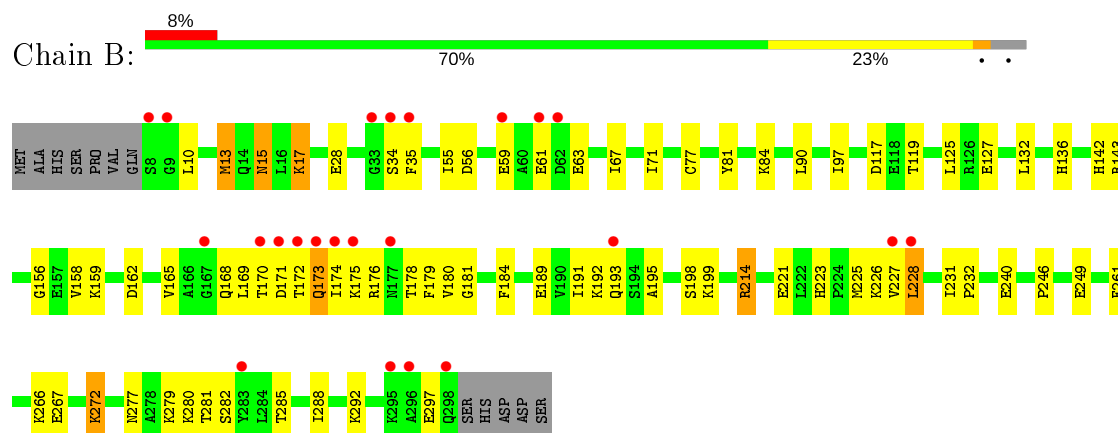 8%
Chain B:
70% 23% • •
MET ALA HIS SER PRO VAL GLN S8 G9 L10 M13 Q14 N15 L16 K17 E28 G33 S34 F35 I55 D56 E59 A60 E61 D62 E63 I67 I71 C77 Y81 K84 L90 I97 D117 E118 T119 L125 R126 E127 L132 H136 H142
G156 E157 V158 K159 D162 V165 A166 G167 Q168 L169 T170 D171 T172 Q173 I174 K175 R176 N177 T178 F179 V180 G181 F184 E189 V190 I191 K192 Q193 S194 A195 S198 K199 R214 E221 L222 H223 P224 M225 K226 V227 L228 I231 P232 E240 P246 E249
K266 E267 K272 N277 A278 K279 K280 T281 S282 Y283 L284 T285 I288 K292 K295 A296 E297 Q298 SER HIS ASP ASP SER